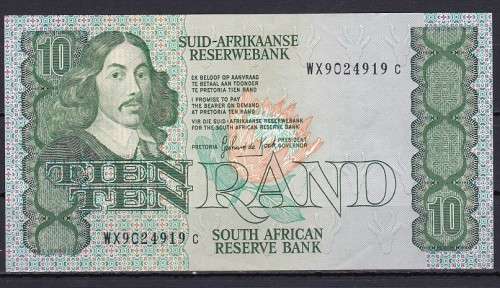 10
SUID-AFRIKAANSE
RESERWEBANK
WX9024919 C
EK BELOOF OP AANVRAAG
TE BETAAL AAN TOONDER
TE PRETORIA TIEN RAND
I PROMISE TO PAY
THE BEARER ON DEMAND
AT PRETORIA TEN RAND
VIR DIE SUID-AFRIKAANSE RESERWEBANK
FOR THE SOUTH AFRICAN RESERVE BANK
PRETORIA
PRESIDENT
GOVERNOR
TIEN
TEN
RAND
10
WX9024919 C
SOUTH AFRICAN
RESERVE BANK